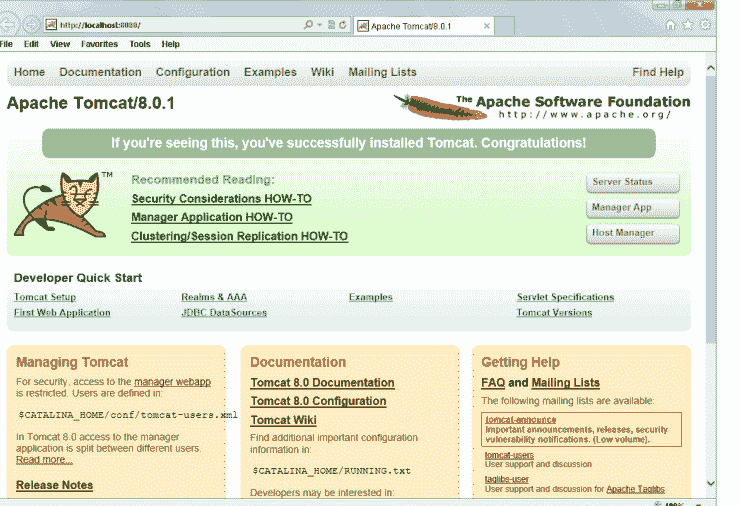 http://localhost:8080/
Apache Tomcat/8.0.1
File Edit View Favorites Tools Help
Home Documentation Configuration Examples Wiki Mailing Lists Find Help
Apache Tomcat/8.0.1
The Apache Software Foundation
http://www.apache.org/
If you're seeing this, you've successfully installed Tomcat. Congratulations!
TM
Recommended Reading:
Security Considerations HOW-TO
Manager Application HOW-TO
Clustering/Session Replication HOW-TO
Server Status
Manager App
Host Manager
Developer Quick Start
Tomcat Setup Realms & AAA Examples Servlet Specifications
First Web Application JDBC DataSources Tomcat Versions
Managing Tomcat
For security, access to the manager webapp
is restricted. Users are defined in:
$CATALINA_HOME/conf/tomcat-users.xml
In Tomcat 8.0 access to the manager
application is split between different users.
Read more...
Release Notes
Documentation
Tomcat 8.0 Documentation
Tomcat 8.0 Configuration
Tomcat Wiki
Find additional important configuration
information in:
$CATALINA_HOME/RUNNING.txt
Developers may be interested in:
Getting Help
FAQ and Mailing Lists
The following mailing lists are available:
tomcat-announce
Important announcements, releases, security
vulnerability notifications. (Low volume).
tomcat-users
User support and discussion
taglibs-user
User support and discussion for Apache Taglibs